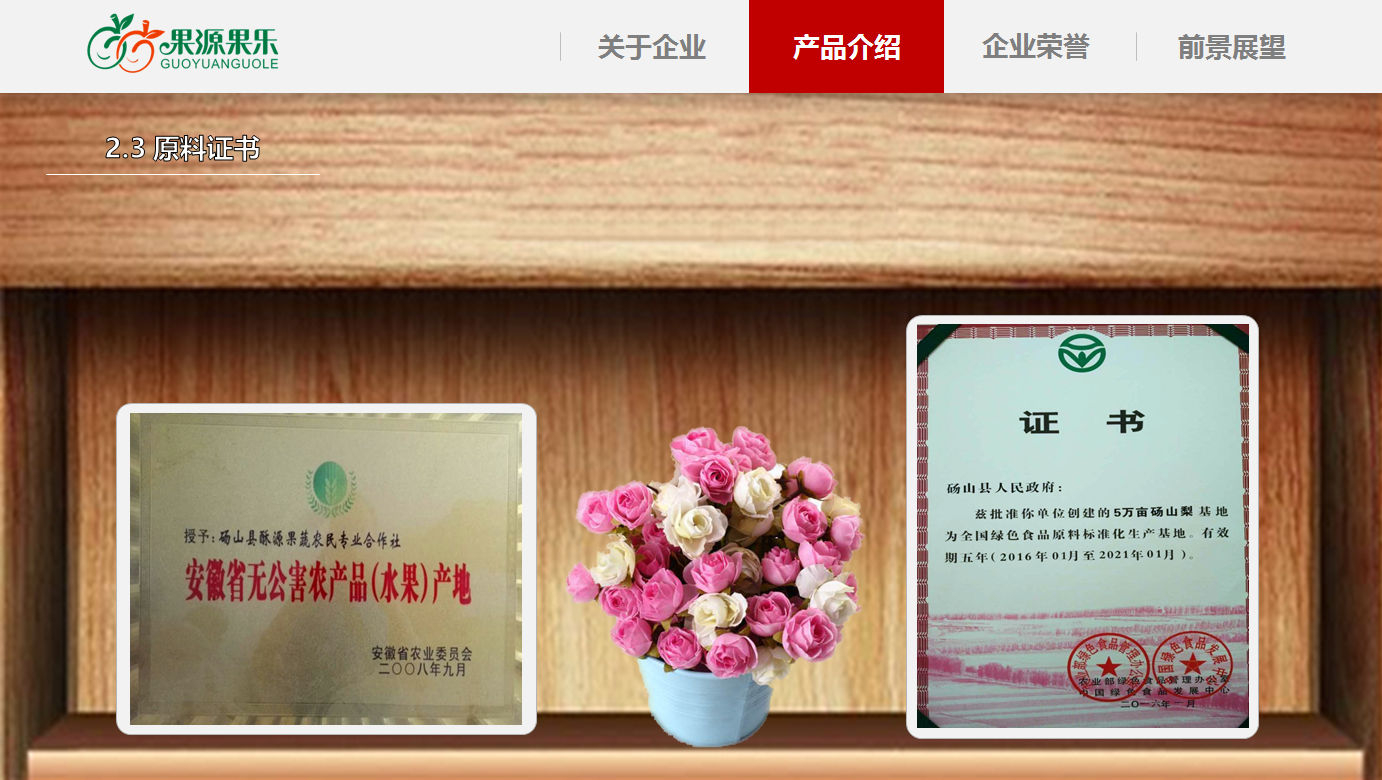 果源果乐
GUOYUANGUOLE
关于企业
产品介绍
企业荣誉
前景展望
2.3 原料证书
授予:砀山县酥源果蔬农民专业合作社
安徽省无公害农产品(水果)产地
安徽省农业委员会
二〇〇八年九月
证 书
砀山县人民政府:
兹批准你单位创建的5万亩砀山梨基地
为全国绿色食品原料标准化生产基地。有效
期五年(2016年01月至2021年01月)。
农业部绿色食品管理办公室
中国绿色食品发展中心
二〇一六年一月